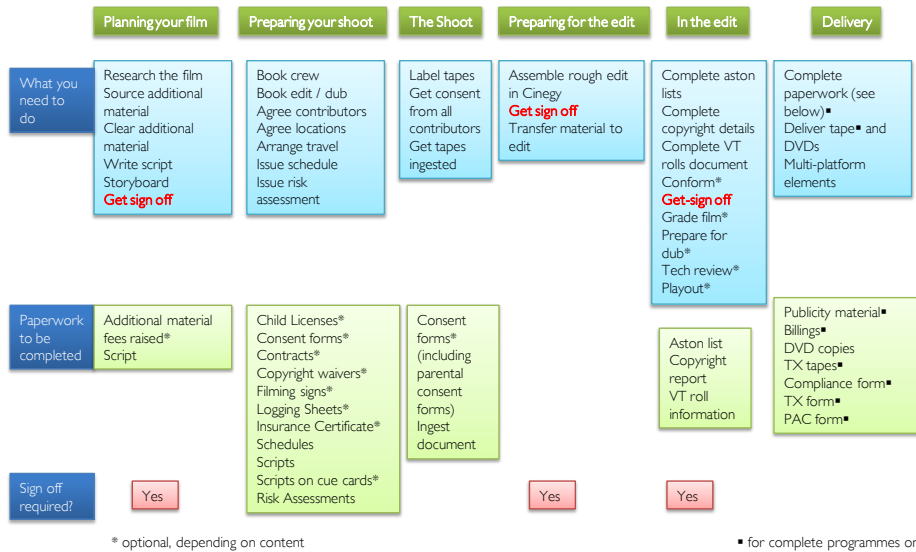 Planning your film
Preparing your shoot
The Shoot
Preparing for the edit
In the edit
Delivery
What you
need to
do
Research the film
Source additional
material
Clear additional
material
Write script
Storyboard
Get sign off
Book crew
Book edit / dub
Agree contributors
Agree locations
Arrange travel
Issue schedule
Issue risk
assessment
Label tapes
Get consent
from all
contributors
Get tapes
ingested
Assemble rough edit
in Cinegy
Get sign off
Transfer material to
edit
Complete aston
lists
Complete
copyright details
Complete VT
rolls document
Conform*
Get-sign off
Grade film*
Prepare for
dub*
Tech review*
Playout*
Complete
paperwork (see
below)▪
Deliver tape▪ and
DVDs
Multi-platform
elements
Paperwork
to be
completed
Additional material
fees raised*
Script
Child Licenses*
Consent forms*
Contracts*
Copyright waivers*
Filming signs*
Logging Sheets*
Insurance Certificate*
Schedules
Scripts
Scripts on cue cards*
Risk Assessments
Consent
forms*
(including
parental
consent
forms)
Ingest
document
Aston list
Copyright
report
VT roll
information
Publicity material▪
Billings▪
DVD copies
TX tapes▪
Compliance form▪
TX form▪
PAC form▪
Sign off
required?
Yes
Yes
Yes
* optional, depending on content
▪ for complete programmes or